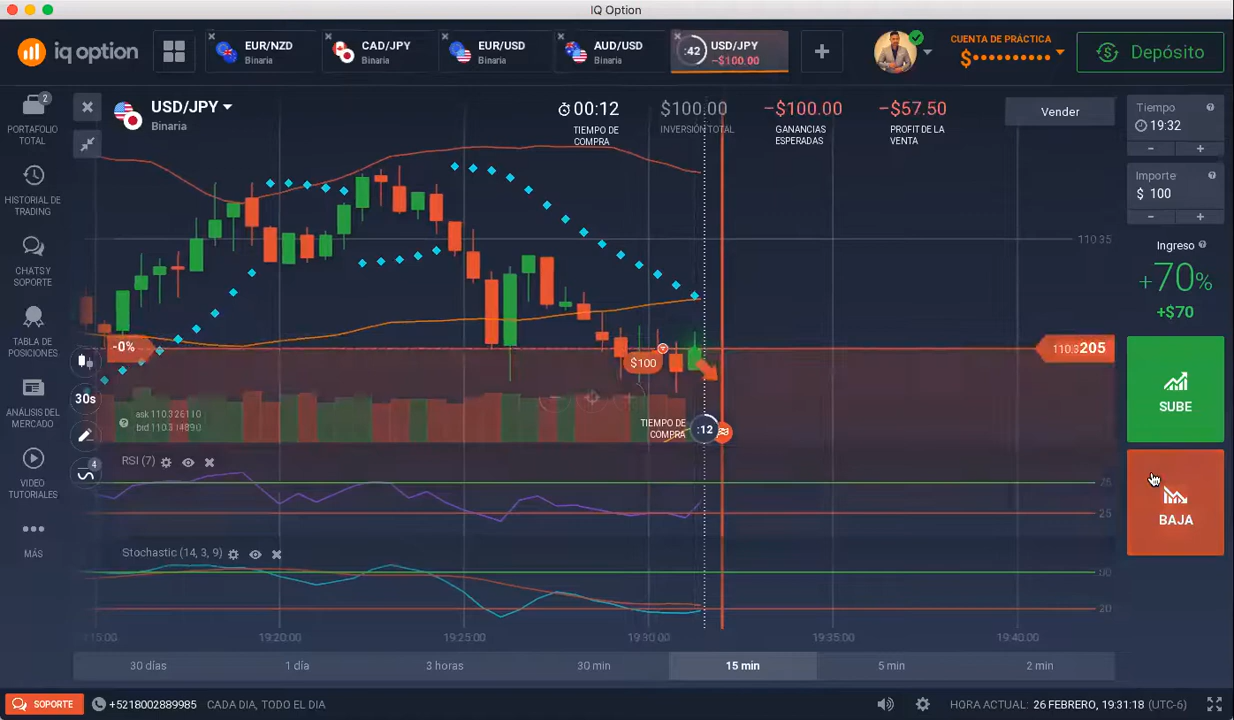 IQ Option
iq option
EUR/NZD
Binaria
CAD/JPY
Binaria
EUR/USD
Binaria
AUD/USD
Binaria
:42
USD/JPY
−$100.00
CUENTA DE PRÁCTICA
$••••••••••
Depósito
2
PORTAFOLIO
TOTAL
HISTORIAL DE
TRADING
CHATS Y
SOPORTE
TABLA DE
POSICIONES
ANÁLISIS DEL
MERCADO
VIDEO
TUTORIALES
MÁS
USD/JPY
Binaria
00:12
TIEMPO DE
COMPRA
$100.00
INVERSIÓN TOTAL
−$100.00
GANANCIAS
ESPERADAS
−$57.50
PROFIT DE LA
VENTA
Vender
110.35
-0%
$100
110.3205
30s
4
TIEMPO DE
COMPRA
:12
RSI (7)
75
25
Stochastic (14, 3, 9)
20
19:20:00
19:25:00
19:30:00
19:35:00
19:40:00
30 días
1 día
3 horas
30 min
15 min
5 min
2 min
Tiempo
19:32
−
+
Importe
$ 100
−
+
Ingreso
+70%
+$70
SUBE
BAJA
SOPORTE
+5218002889985
CADA DIA, TODO EL DIA
HORA ACTUAL: 26 FEBRERO, 19:31:18 (UTC-6)